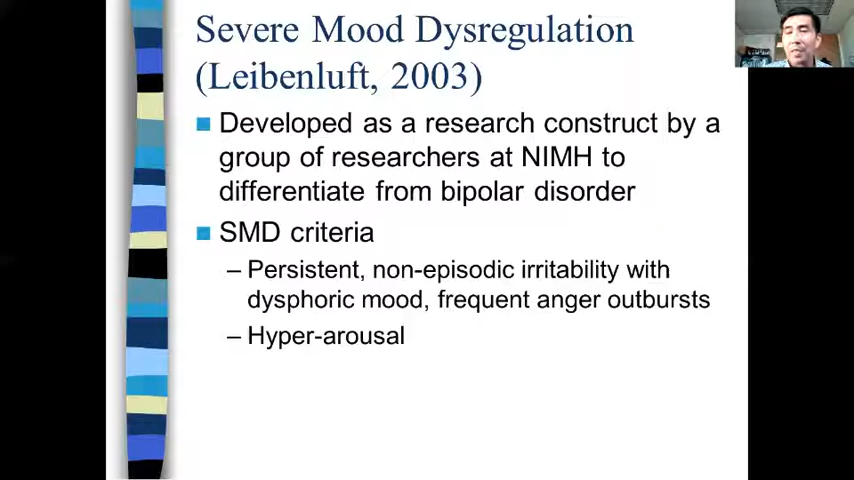 Severe Mood Dysregulation
(Leibenluft, 2003)
Developed as a research construct by a
group of researchers at NIMH to
differentiate from bipolar disorder
SMD criteria
– Persistent, non-episodic irritability with
dysphoric mood, frequent anger outbursts
– Hyper-arousal